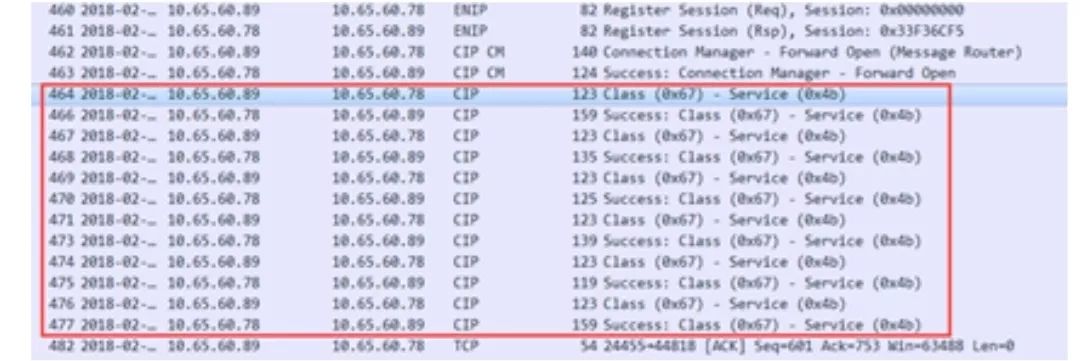 460 2018-02-… 10.65.60.89 10.65.60.78 ENIP 82 Register Session (Req), Session: 0x00000000
461 2018-02-… 10.65.60.78 10.65.60.89 ENIP 82 Register Session (Rsp), Session: 0x33F36CF5
462 2018-02-… 10.65.60.89 10.65.60.78 CIP CM 140 Connection Manager - Forward Open (Message Router)
463 2018-02-… 10.65.60.78 10.65.60.89 CIP CM 124 Success: Connection Manager - Forward Open
464 2018-02-… 10.65.60.89 10.65.60.78 CIP 123 Class (0x67) - Service (0x4b)
466 2018-02-… 10.65.60.78 10.65.60.89 CIP 159 Success: Class (0x67) - Service (0x4b)
467 2018-02-… 10.65.60.89 10.65.60.78 CIP 123 Class (0x67) - Service (0x4b)
468 2018-02-… 10.65.60.78 10.65.60.89 CIP 135 Success: Class (0x67) - Service (0x4b)
469 2018-02-… 10.65.60.89 10.65.60.78 CIP 123 Class (0x67) - Service (0x4b)
470 2018-02-… 10.65.60.78 10.65.60.89 CIP 125 Success: Class (0x67) - Service (0x4b)
471 2018-02-… 10.65.60.89 10.65.60.78 CIP 123 Class (0x67) - Service (0x4b)
473 2018-02-… 10.65.60.78 10.65.60.89 CIP 139 Success: Class (0x67) - Service (0x4b)
474 2018-02-… 10.65.60.89 10.65.60.78 CIP 123 Class (0x67) - Service (0x4b)
475 2018-02-… 10.65.60.78 10.65.60.89 CIP 119 Success: Class (0x67) - Service (0x4b)
476 2018-02-… 10.65.60.89 10.65.60.78 CIP 123 Class (0x67) - Service (0x4b)
477 2018-02-… 10.65.60.78 10.65.60.89 CIP 159 Success: Class (0x67) - Service (0x4b)
482 2018-02-… 10.65.60.89 10.65.60.78 TCP 54 24455→44818 [ACK] Seq=601 Ack=753 Win=63488 Len=0